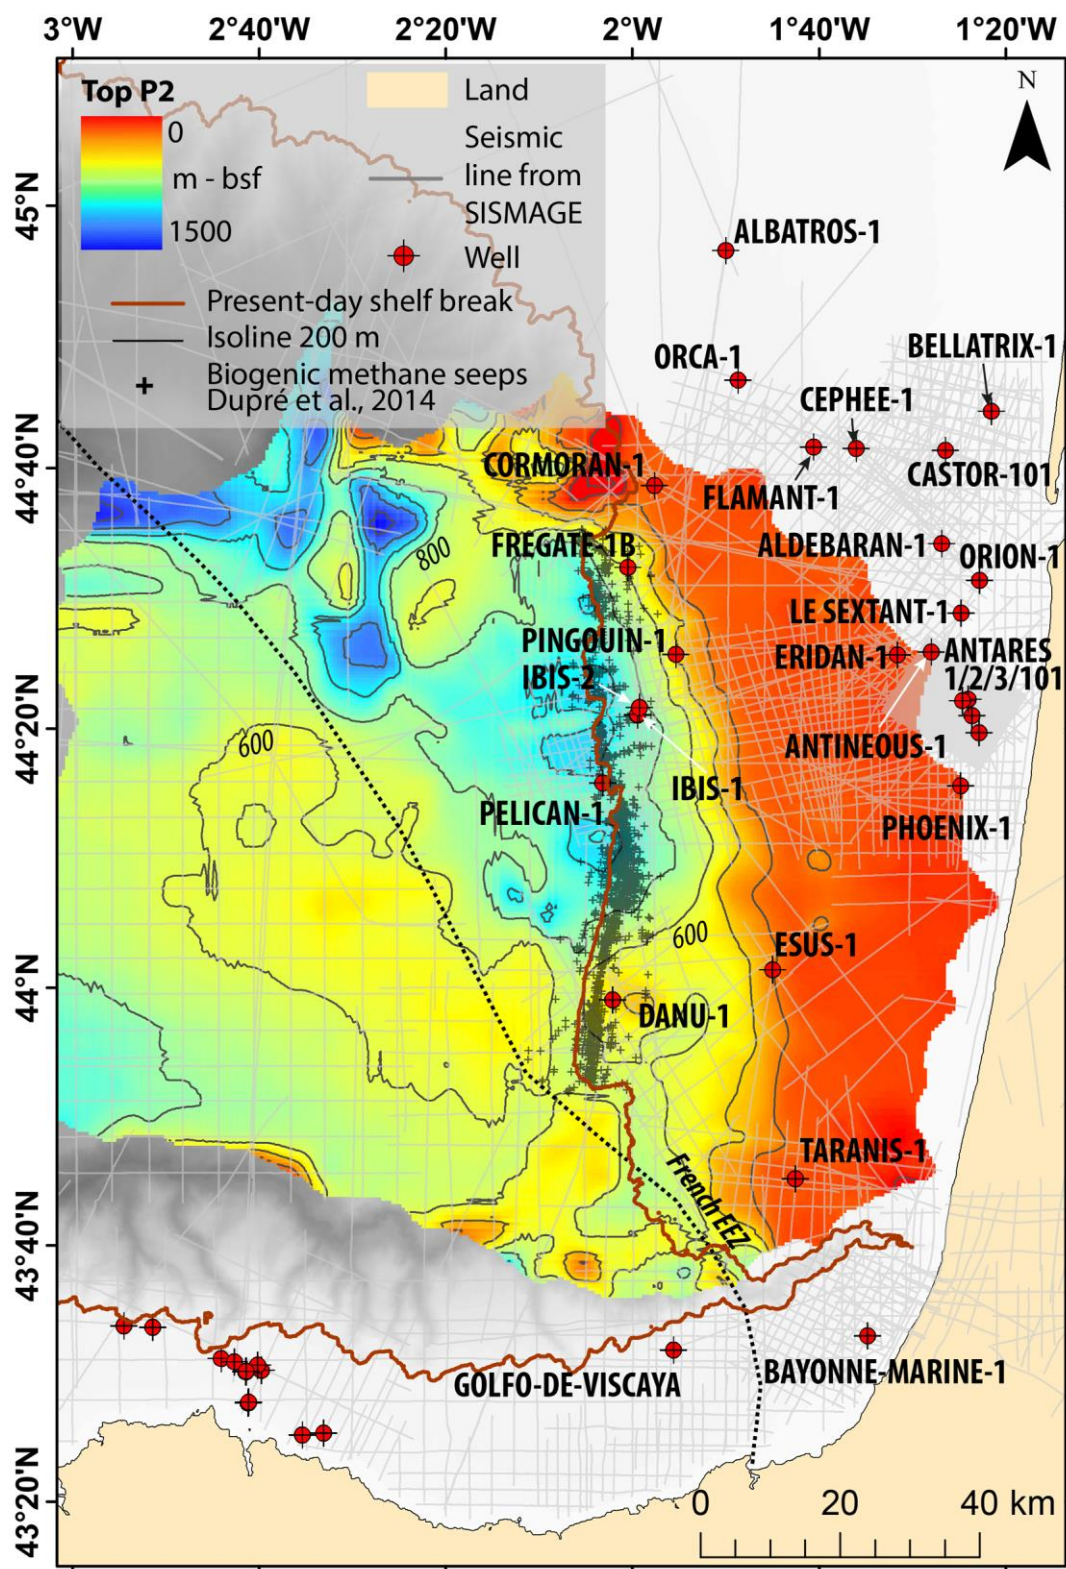 3°W 2°40'W 2°20'W 2°0'W 1°40'W 1°20'W
N
Top P2
0
m - bsf
1500
Land
Seismic
line from
SISMAGE
Well
Present-day shelf break
Isoline 200 m
Biogenic methane seeps
Dupré et al., 2014
45°N
44°40'N
44°20'N
44°0'N
43°40'N
43°20'N
ALBATROS-1
ORCA-1
BELLATRIX-1
CEPHEE-1
CORMORAN-1
FLAMANT-1
CASTOR-101
FREGATE-1B
800
ALDEBARAN-1
ORION-1
LE SEXTANT-1
PINGOUIN-1
ERIDAN-1
ANTARES
1/2/3/101
IBIS-2
600
ANTINEOUS-1
IBIS-1
PELICAN-1
PHOENIX-1
600
ESUS-1
DANU-1
TARANIS-1
French EEZ
GOLFO-DE-VISCAYA
BAYONNE-MARINE-1
0 20 40 km